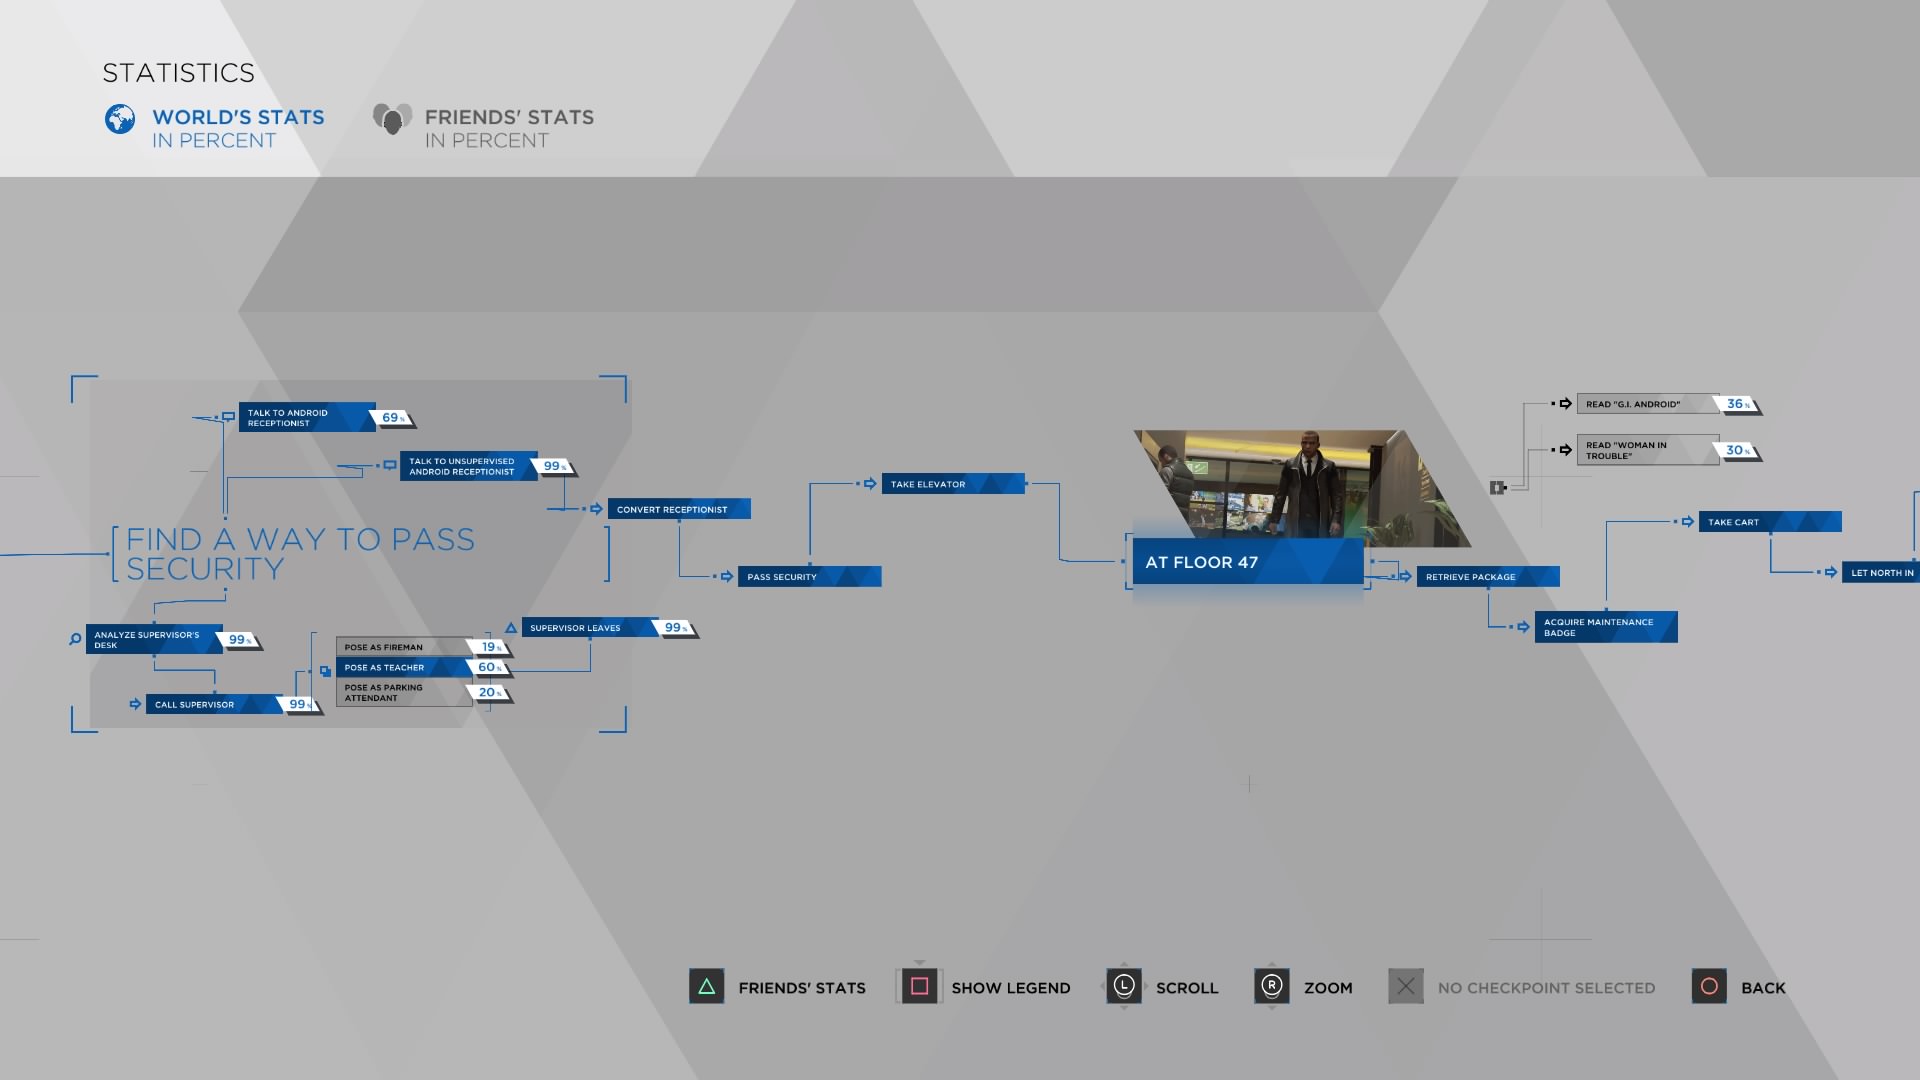 STATISTICS
WORLD'S STATS
IN PERCENT
FRIENDS' STATS
IN PERCENT
TALK TO ANDROID
RECEPTIONIST
69%
TALK TO UNSUPERVISED
ANDROID RECEPTIONIST
99%
CONVERT RECEPTIONIST
FIND A WAY TO PASS
SECURITY
PASS SECURITY
ANALYZE SUPERVISOR'S
DESK
99%
CALL SUPERVISOR
99%
POSE AS FIREMAN
19%
POSE AS TEACHER
60%
POSE AS PARKING
ATTENDANT
20%
SUPERVISOR LEAVES
99%
TAKE ELEVATOR
AT FLOOR 47
RETRIEVE PACKAGE
ACQUIRE MAINTENANCE
BADGE
READ "G.I. ANDROID"
36%
READ "WOMAN IN
TROUBLE"
30%
TAKE CART
LET NORTH IN
FRIENDS' STATS
SHOW LEGEND
L
SCROLL
R
ZOOM
NO CHECKPOINT SELECTED
BACK